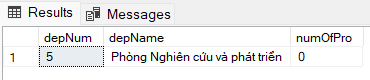 Results Messages
depNum depName numOfPro
1 5 Phòng Nghiên cứu và phát triển 0